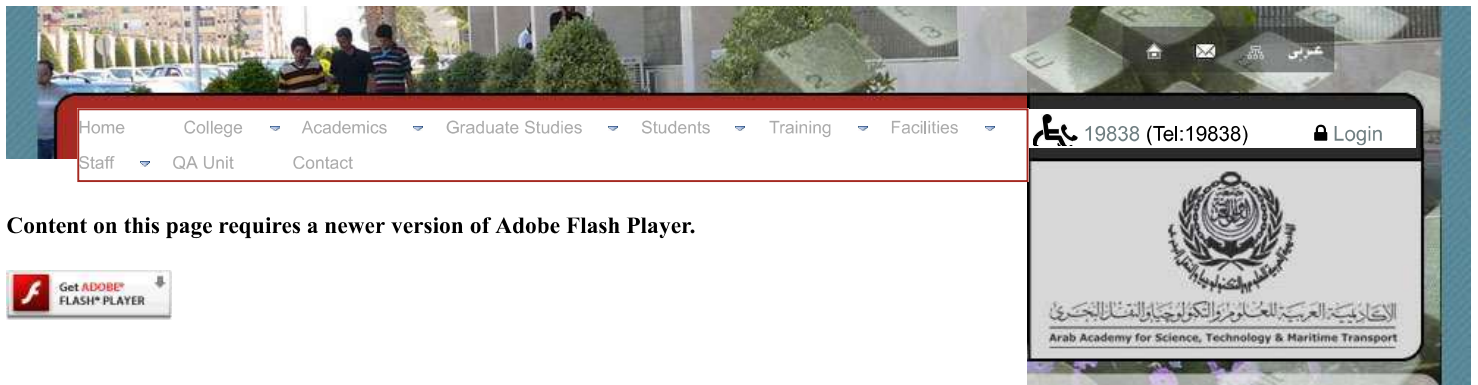 عربى
Home College Academics Graduate Studies Students Training Facilities
Staff QA Unit Contact
19838 (Tel:19838) Login
Content on this page requires a newer version of Adobe Flash Player.
Get ADOBE®
FLASH® PLAYER
الأكاديمية العربية للعلوم والتكنولوجيا والنقل البحري
Arab Academy for Science, Technology & Maritime Transport